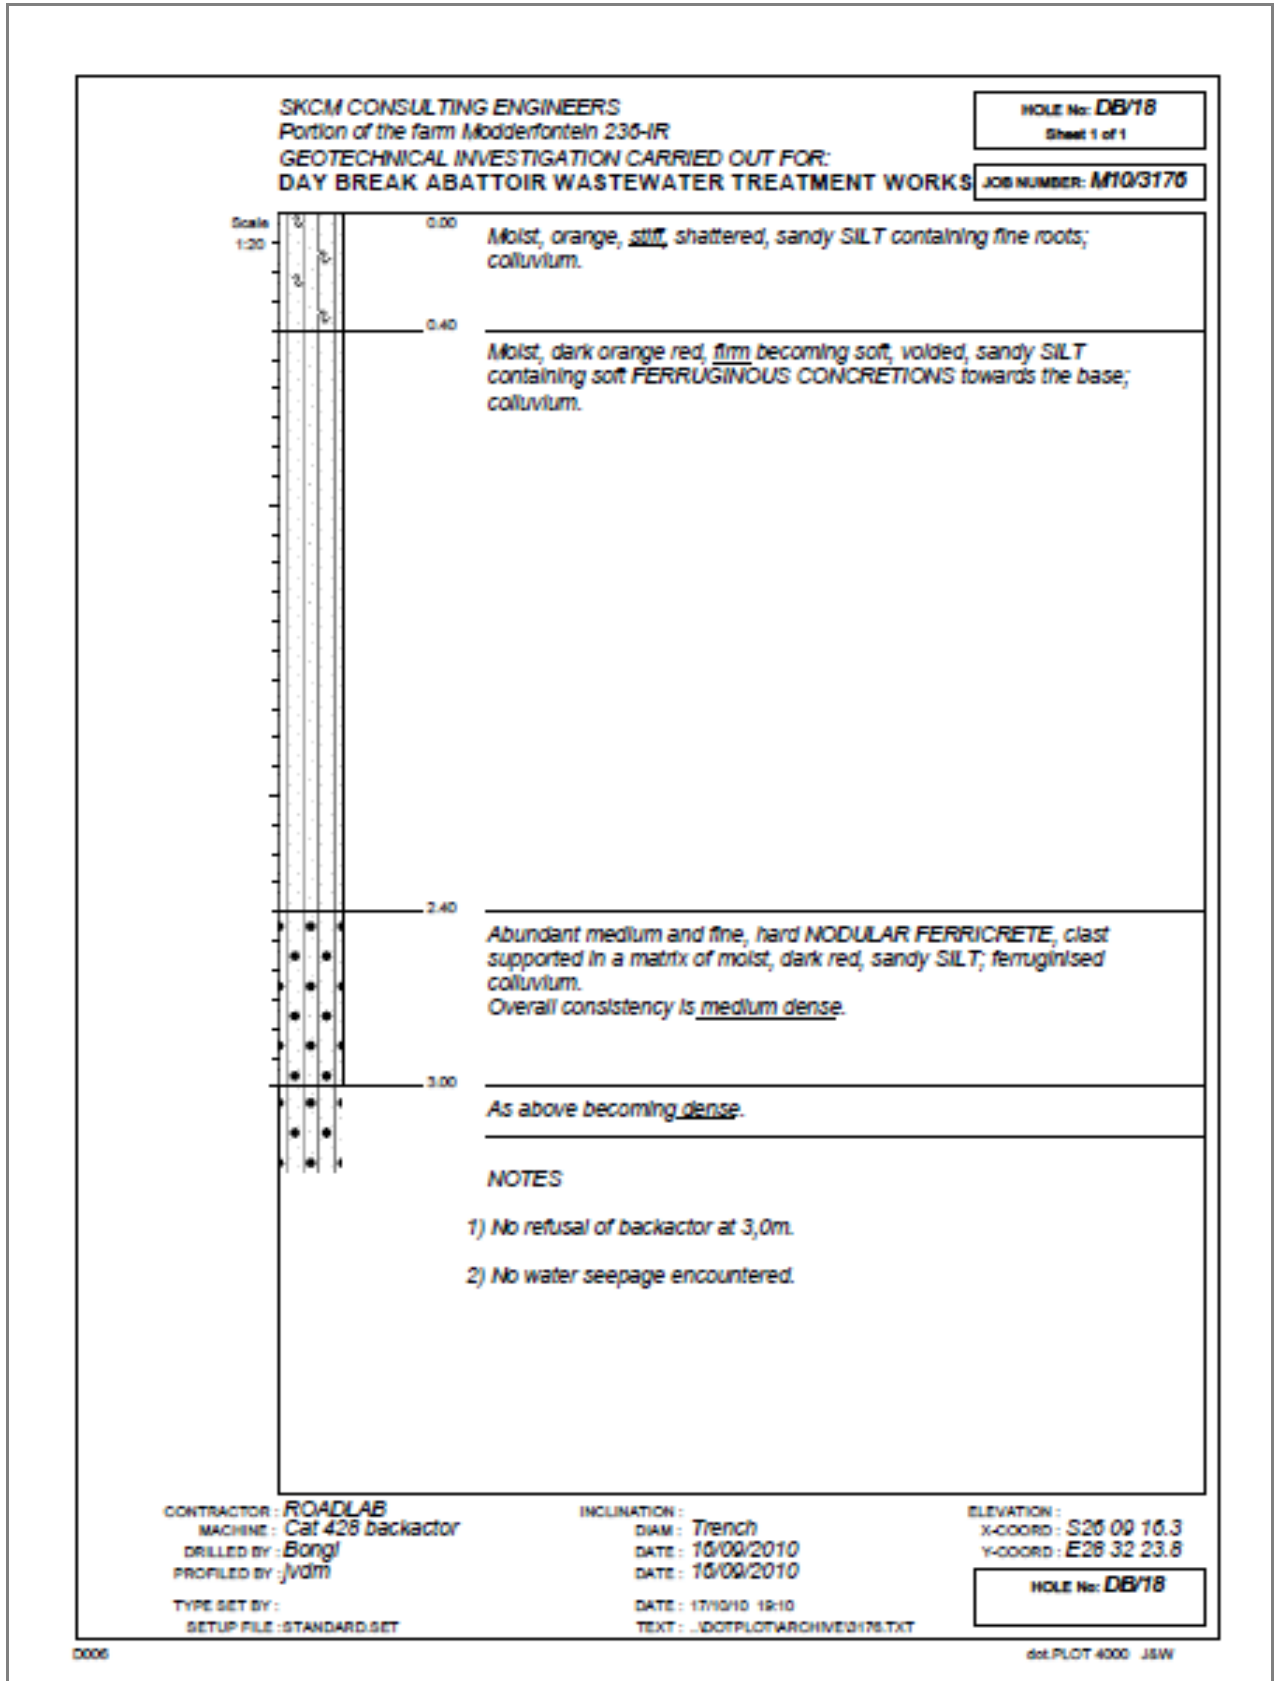 SKCM CONSULTING ENGINEERS
Portion of the farm Modderfontein 236-IR
GEOTECHNICAL INVESTIGATION CARRIED OUT FOR:
DAY BREAK ABATTOIR WASTEWATER TREATMENT WORKS
HOLE No: DB/18
Sheet 1 of 1
JOB NUMBER: M10/3176
Scale
1:20
0.00
Moist, orange, stiff, shattered, sandy SILT containing fine roots;
colluvium.
0.40
Moist, dark orange red, firm becoming soft, voided, sandy SILT
containing soft FERRUGINOUS CONCRETIONS towards the base;
colluvium.
2.40
Abundant medium and fine, hard NODULAR FERRICRETE, clast
supported in a matrix of moist, dark red, sandy SILT; ferruginised
colluvium.
Overall consistency is medium dense.
3.00
As above becoming dense.
NOTES
1) No refusal of backactor at 3,0m.
2) No water seepage encountered.
CONTRACTOR : ROADLAB
MACHINE : Cat 428 backactor
DRILLED BY : Bongi
PROFILED BY : jvdm
TYPE SET BY :
SETUP FILE : STANDARD.SET
INCLINATION :
DIAM : Trench
DATE : 16/09/2010
DATE : 16/09/2010
DATE : 17/10/10 19:10
TEXT : ..\DOTPLOT\ARCHIVE\3176.TXT
ELEVATION :
X-COORD : S26 09 16.3
Y-COORD : E28 32 23.8
HOLE No: DB/18
D006
dot.PLOT 4000 J&W